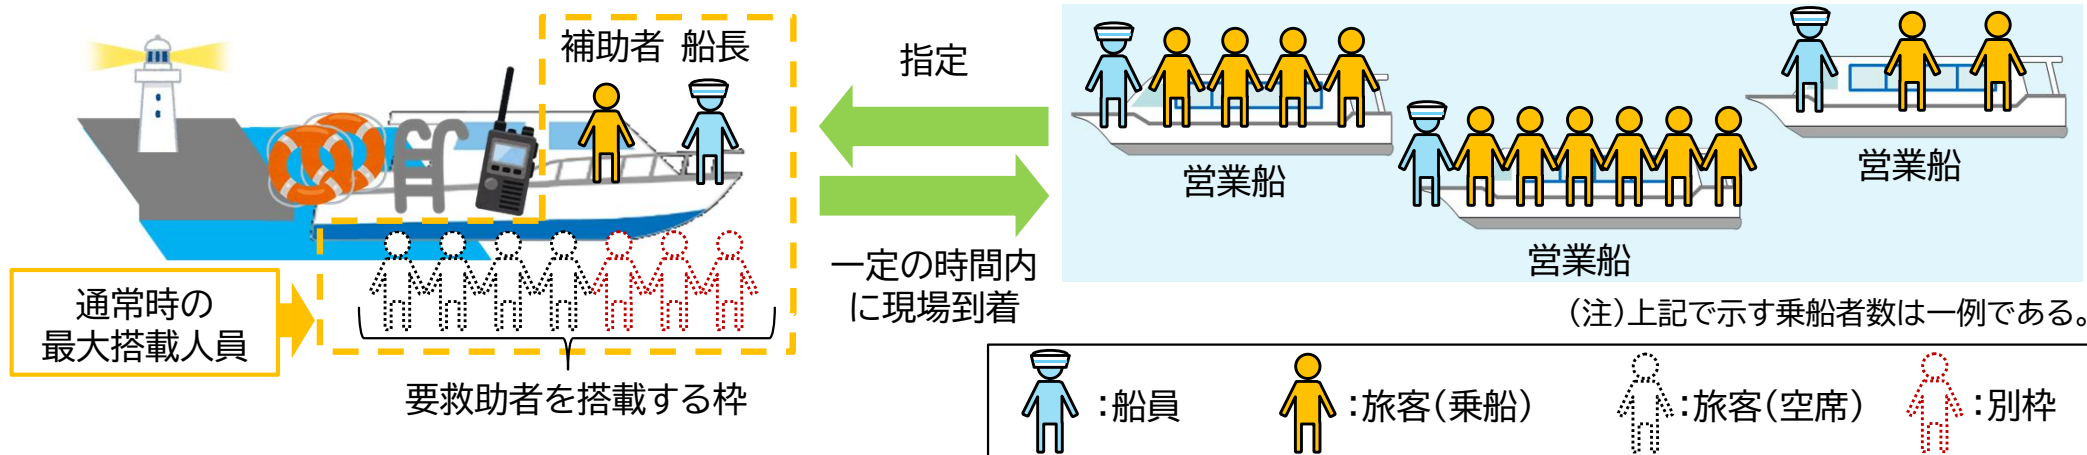 補助者 船長
通常時の
最大搭載人員
要救助者を搭載する枠
指定
一定の時間内
に現場到着
営業船
営業船
営業船
(注)上記で示す乗船者数は一例である。
:船員
:旅客(乗船)
:旅客(空席)
:別枠